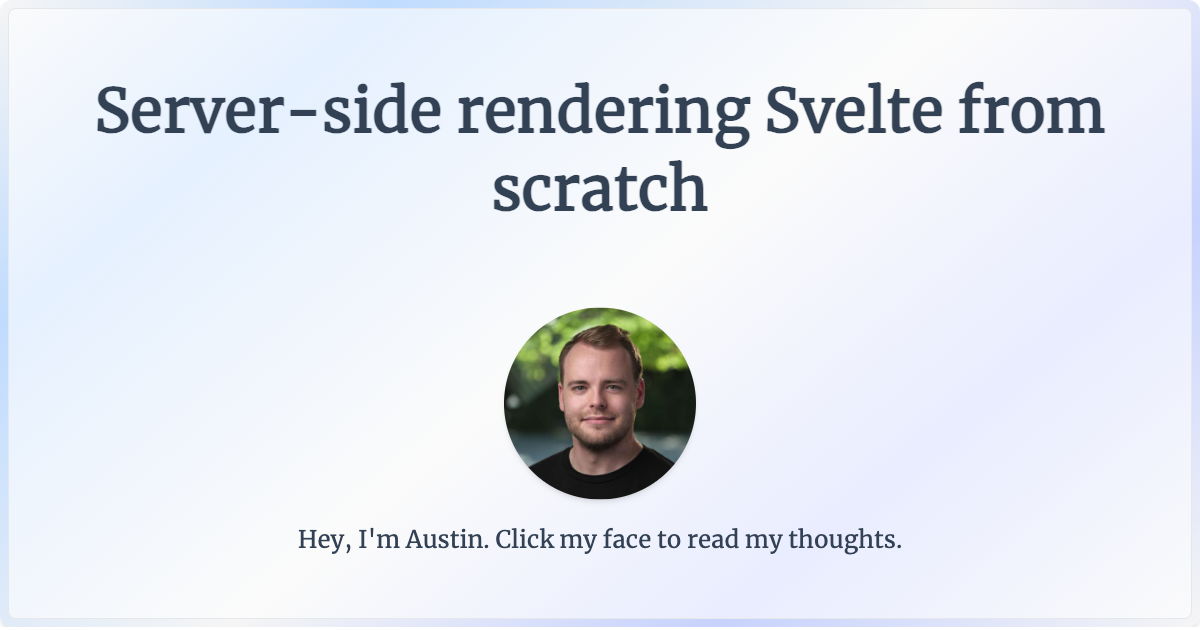 Server-side rendering Svelte from
scratch
Hey, I'm Austin. Click my face to read my thoughts.